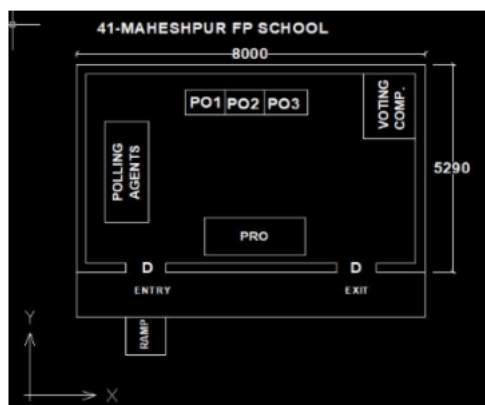 41-MAHESHPUR FP SCHOOL
8000
PO1 PO2 PO3
VOTING
COMP.
POLLING
AGENTS
5290
PRO
D
D
ENTRY
EXIT
RAMP
Y
X